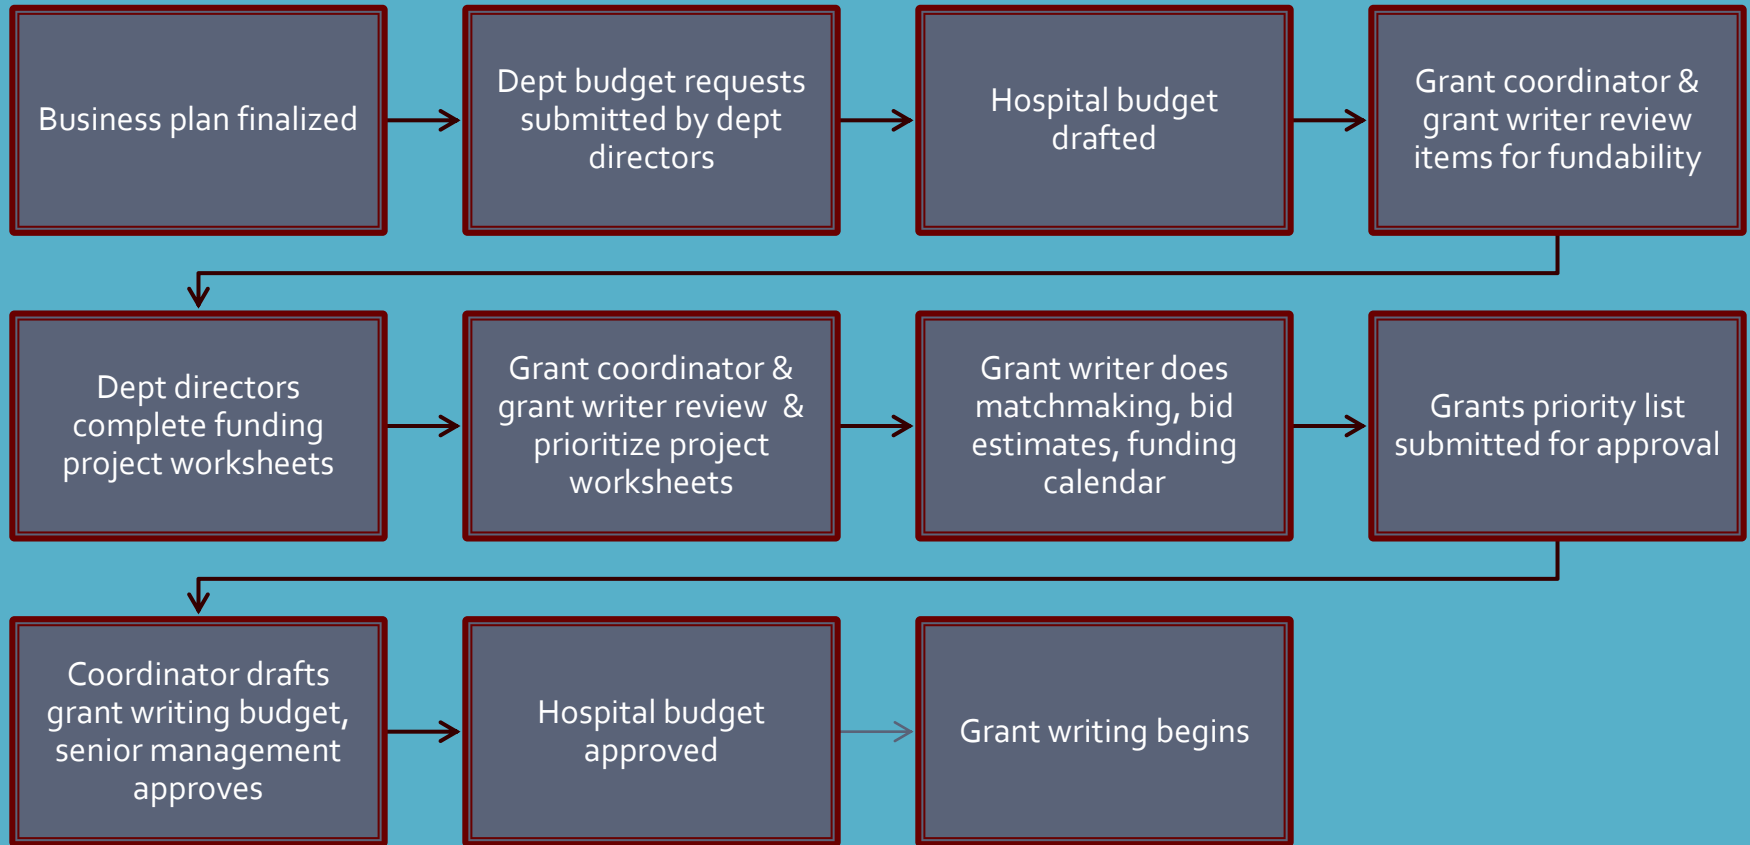 Business plan finalized
Dept budget requests
submitted by dept
directors
Hospital budget
drafted
Grant coordinator &
grant writer review
items for fundability
Dept directors
complete funding
project worksheets
Grant coordinator &
grant writer review  &
prioritize project
worksheets
Grant writer does
matchmaking, bid
estimates, funding
calendar
Grants priority list
submitted for approval
Coordinator drafts
grant writing budget,
senior management
approves
Hospital budget
approved
Grant writing begins